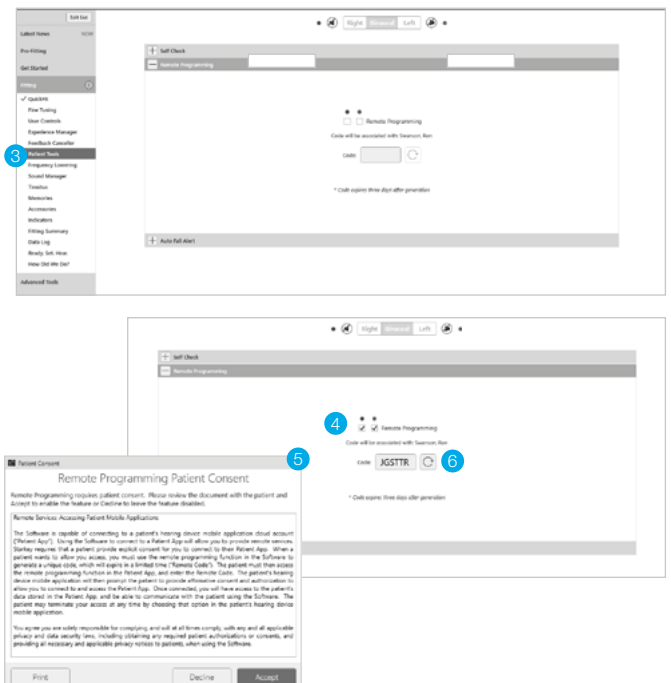 Exit List
Right Binaural Left
Latest News NOW
Pre-Fitting
Get Started
Fitting
Quickfit
Fine Tuning
User Controls
Experience Manager
Feedback Canceller
3
Patient Tools
Frequency Lowering
Sound Manager
Tinnitus
Memories
Accessories
Indicators
Fitting Summary
Data Log
Ready, Set, Hear.
How Did We Do?
Advanced Tools
Self Check
Remote Programming
Remote Programming
Code will be associated with Swanson, Ron
Code
* Code expires three days after generation
Auto Fall Alert
Right Binaural Left
Self Check
Remote Programming
4
Remote Programming
Code will be associated with Swanson, Ron
Code JGSTTR
6
* Code expires three days after generation
5
Patient Consent
Remote Programming Patient Consent
Remote Programming requires patient consent. Please review the document with the patient and
Accept to enable the feature or Decline to leave the feature disabled.
Remote Services: Accessing Patient Mobile Applications
The Software is capable of connecting to a patient's hearing device mobile application cloud account
("Patient App"). Using the Software to connect to a Patient App will allow you to provide remote services.
Starkey requires that a patient provide explicit consent for you to connect to their Patient App. When a
patient wants to allow you access, you must use the remote programming function in the Software to
generate a unique code, which will expire in a limited time ("Remote Code"). The patient must then access
the remote programming function in the Patient App, and enter the Remote Code. The patient's hearing
device mobile application will then prompt the patient to provide affirmative consent and authorization to
allow you to connect to and access the Patient App. Once connected, you will have access to the patient's
data stored in the Patient App, and be able to communicate with the patient using the Software. The
patient may terminate your access at any time by choosing that option in the patient's hearing device
mobile application.
You agree you are solely responsible for complying, and will at all times comply, with any and all applicable
privacy and data security laws, including obtaining any required patient authorizations or consents, and
providing all necessary and applicable privacy notices to patients, when using the Software.
Print
Decline
Accept